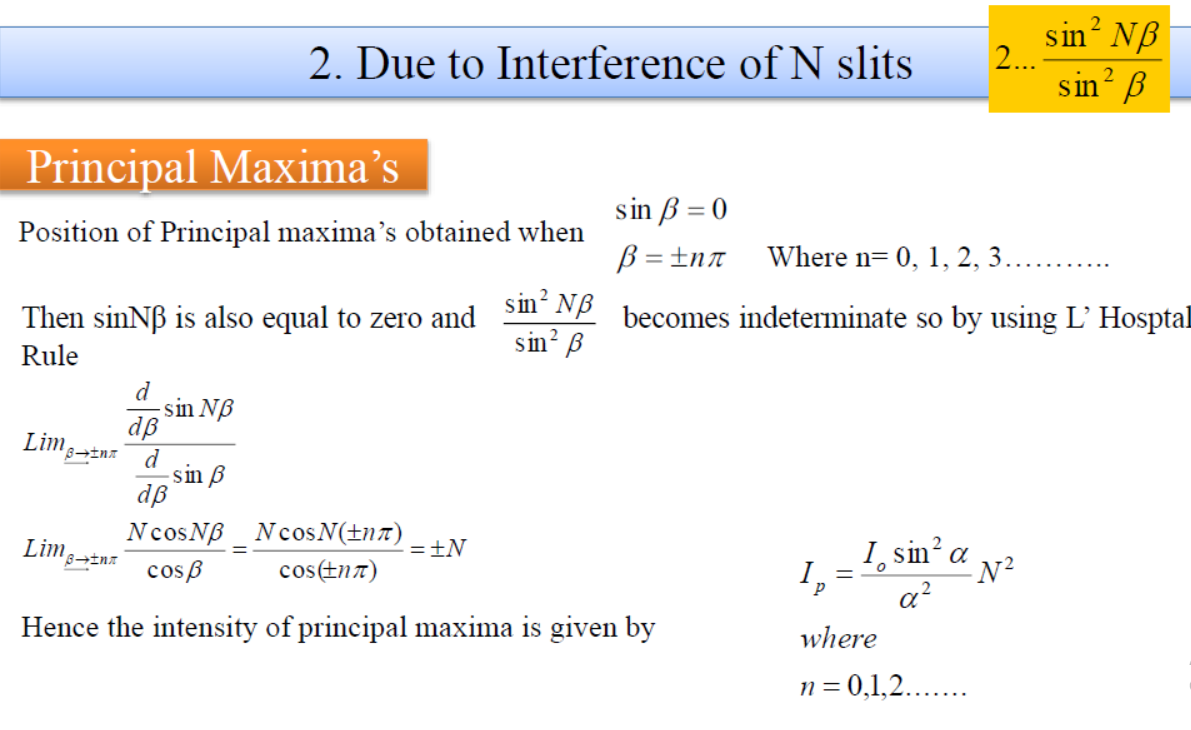 2. Due to Interference of N slits
2... sin² Nβ / sin² β
Principal Maxima’s
Position of Principal maxima’s obtained when
sin β = 0
β = ±nπ Where n= 0, 1, 2, 3………..
Then sinNβ is also equal to zero and sin² Nβ / sin² β becomes indeterminate so by using L’ Hosptal
Rule
Lim β→±nπ (d/dβ sin Nβ) / (d/dβ sin β)
Lim β→±nπ N cos Nβ / cos β = N cos N(±nπ) / cos(±nπ) = ±N
Hence the intensity of principal maxima is given by
I_p = (I_o sin² α / α²) N²
where
n = 0,1,2.......